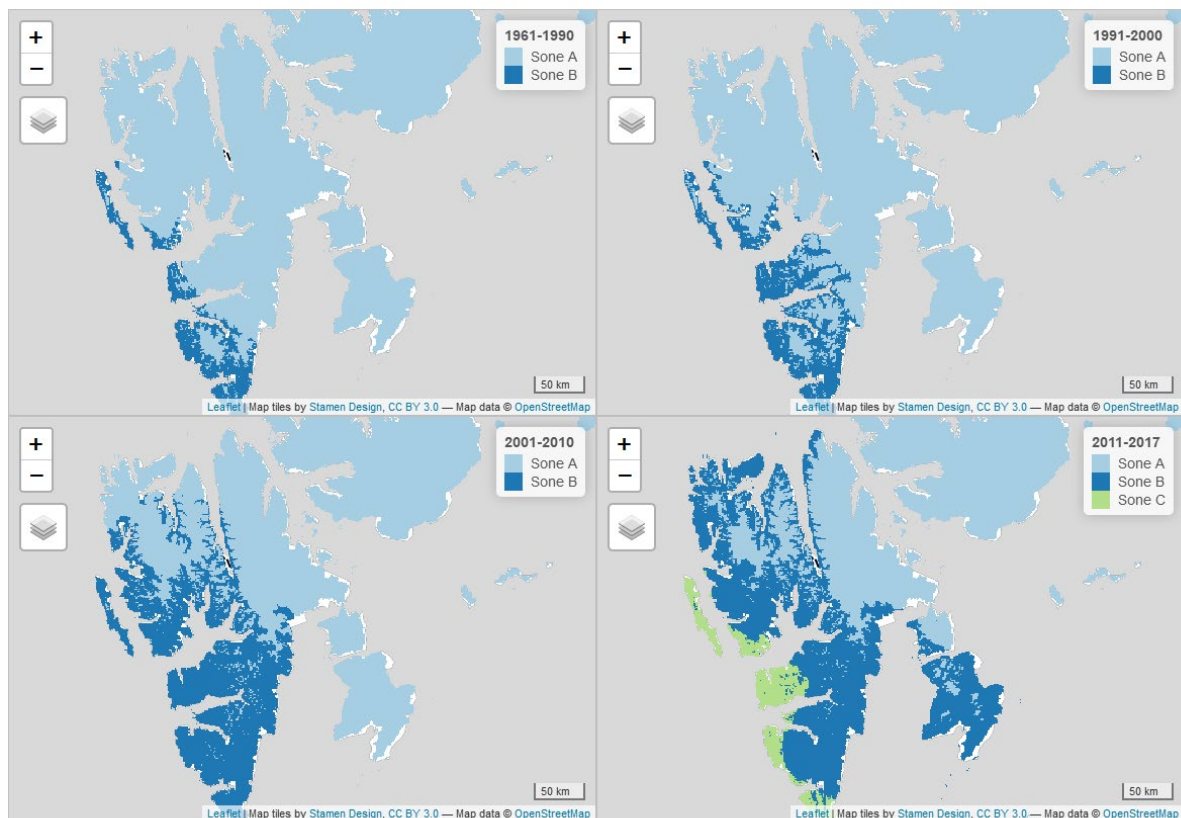 +
−
1961-1990
Sone A
Sone B
50 km
Leaflet | Map tiles by Stamen Design, CC BY 3.0 — Map data © OpenStreetMap
+
−
1991-2000
Sone A
Sone B
50 km
Leaflet | Map tiles by Stamen Design, CC BY 3.0 — Map data © OpenStreetMap
+
−
2001-2010
Sone A
Sone B
50 km
Leaflet | Map tiles by Stamen Design, CC BY 3.0 — Map data © OpenStreetMap
+
−
2011-2017
Sone A
Sone B
Sone C
50 km
Leaflet | Map tiles by Stamen Design, CC BY 3.0 — Map data © OpenStreetMap